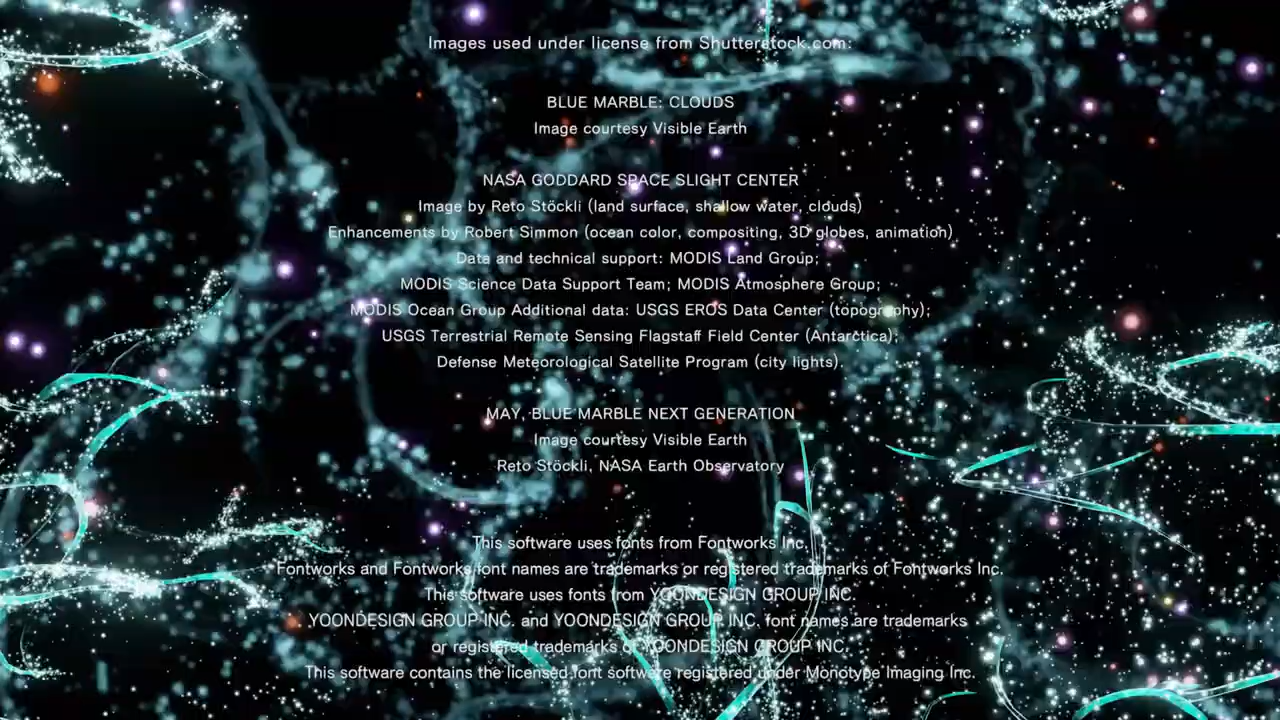 Images used under license from Shutterstock.com:
BLUE MARBLE: CLOUDS
Image courtesy Visible Earth
NASA GODDARD SPACE SLIGHT CENTER
Image by Reto Stöckli (land surface, shallow water, clouds)
Enhancements by Robert Simmon (ocean color, compositing, 3D globes, animation)
Data and technical support: MODIS Land Group;
MODIS Science Data Support Team; MODIS Atmosphere Group;
MODIS Ocean Group Additional data: USGS EROS Data Center (topography);
USGS Terrestrial Remote Sensing Flagstaff Field Center (Antarctica);
Defense Meteorological Satellite Program (city lights).
MAY, BLUE MARBLE NEXT GENERATION
Image courtesy Visible Earth
Reto Stöckli, NASA Earth Observatory
This software uses fonts from Fontworks Inc.
Fontworks and Fontworks font names are trademarks or registered trademarks of Fontworks Inc.
This software uses fonts from YOONDESIGN GROUP INC.
YOONDESIGN GROUP INC. and YOONDESIGN GROUP INC. font names are trademarks
or registered trademarks of YOONDESIGN GROUP INC.
This software contains the licensed font software registered under Monotype Imaging Inc.